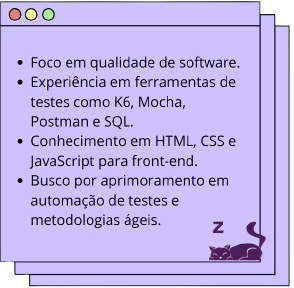 • Foco em qualidade de software.
• Experiência em ferramentas de
testes como K6, Mocha,
Postman e SQL.
• Conhecimento em HTML, CSS e
JavaScript para front-end.
• Busco por aprimoramento em
automação de testes e
metodologias ágeis.
z